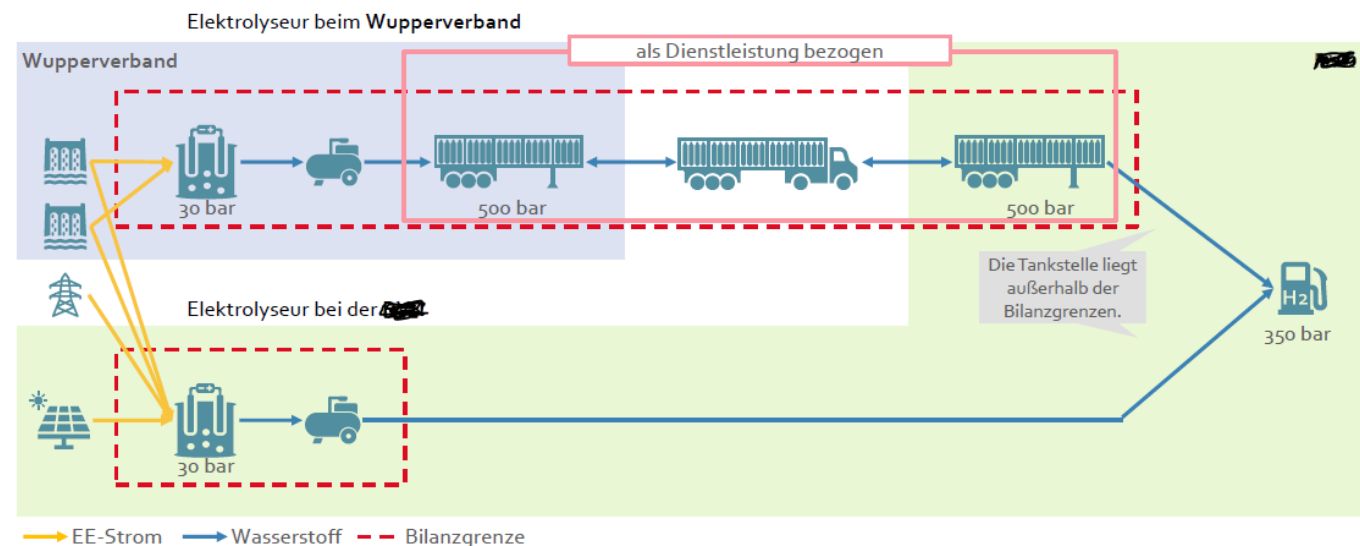 Elektrolyseur beim Wupperverband
als Dienstleistung bezogen
Wupperverband
30 bar
500 bar
500 bar
Die Tankstelle liegt
außerhalb der
Bilanzgrenzen.
H2
350 bar
Elektrolyseur bei der
30 bar
EE-Strom
Wasserstoff
Bilanzgrenze